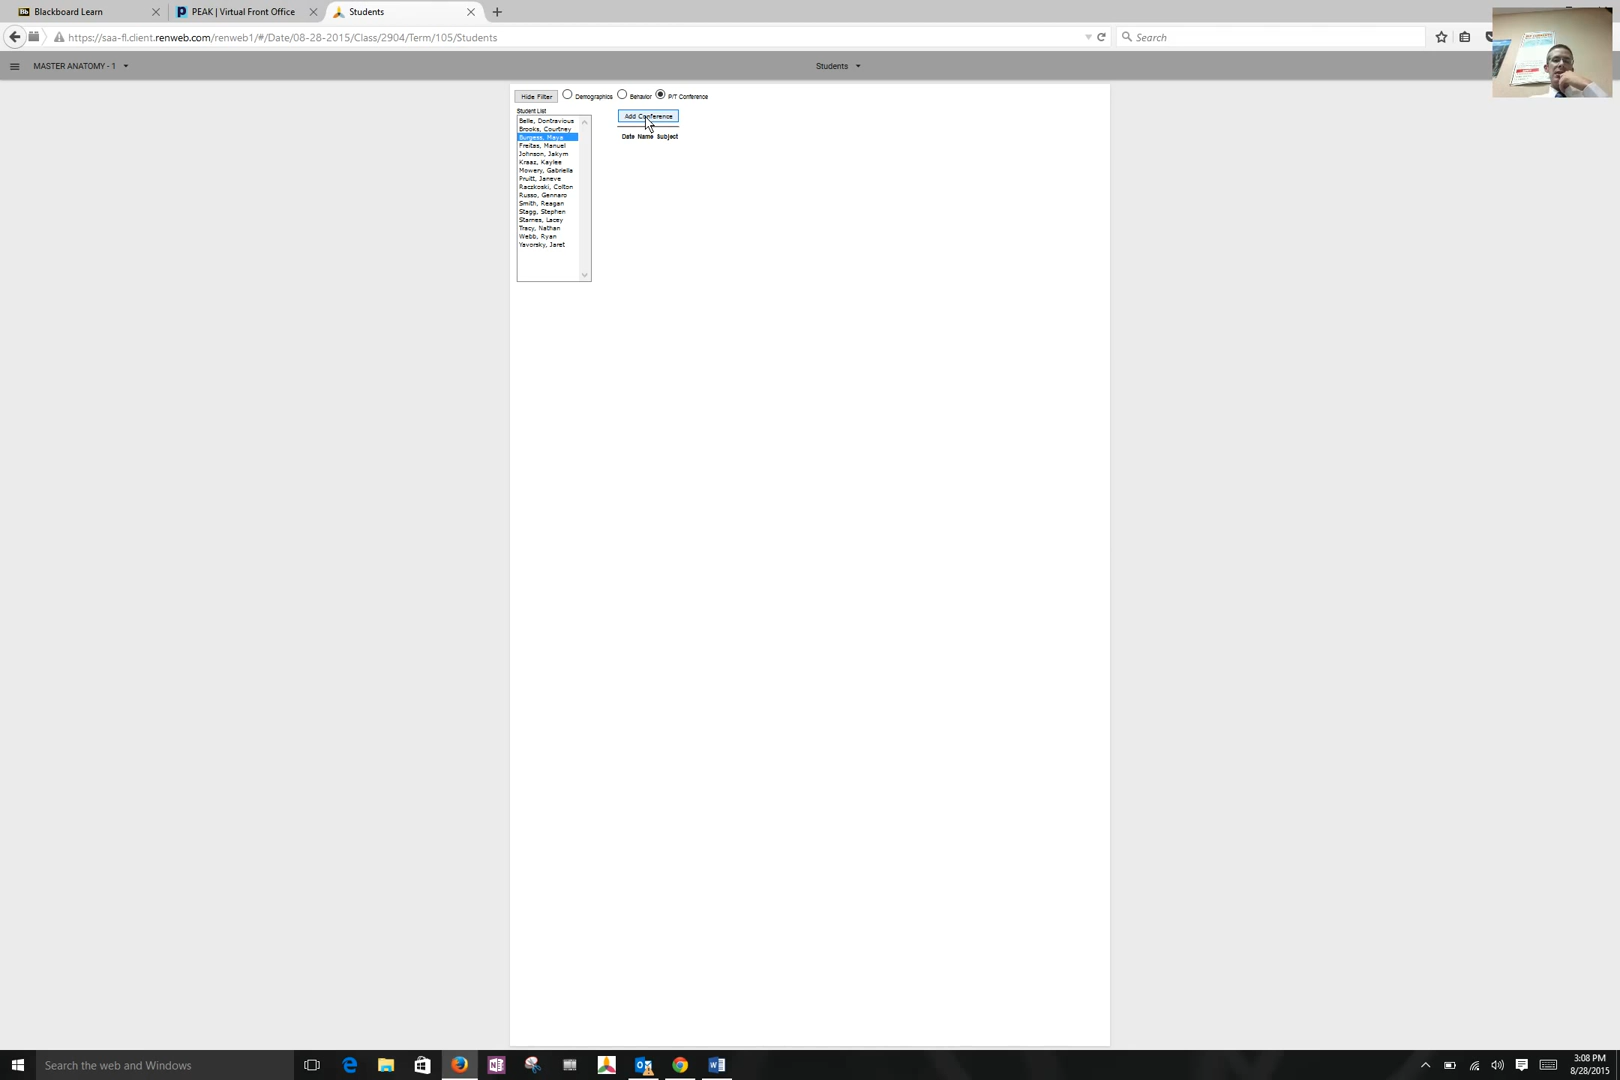 Blackboard Learn
PEAK | Virtual Front Office
Students
https://saa-fl.client.renweb.com/renweb1/#/Date/08-28-2015/Class/2904/Term/105/Students
Search
MASTER ANATOMY - 1
Students
Hide Filter
Demographics
Behavior
P/T Conference
Student List
Add Conference
Belle, Dontravious
Brooks, Courtney
Burgess, Maya
Freitas, Manuel
Johnson, Jakym
Kraaz, Kaylee
Mowery, Gabriella
Pruitt, Janeve
Raczkoski, Colton
Russo, Gennaro
Smith, Reagan
Stagg, Stephen
Starnes, Lacey
Tracy, Nathan
Webb, Ryan
Yavorsky, Jaret
Date Name Subject
Search the web and Windows
3:08 PM
8/28/2015